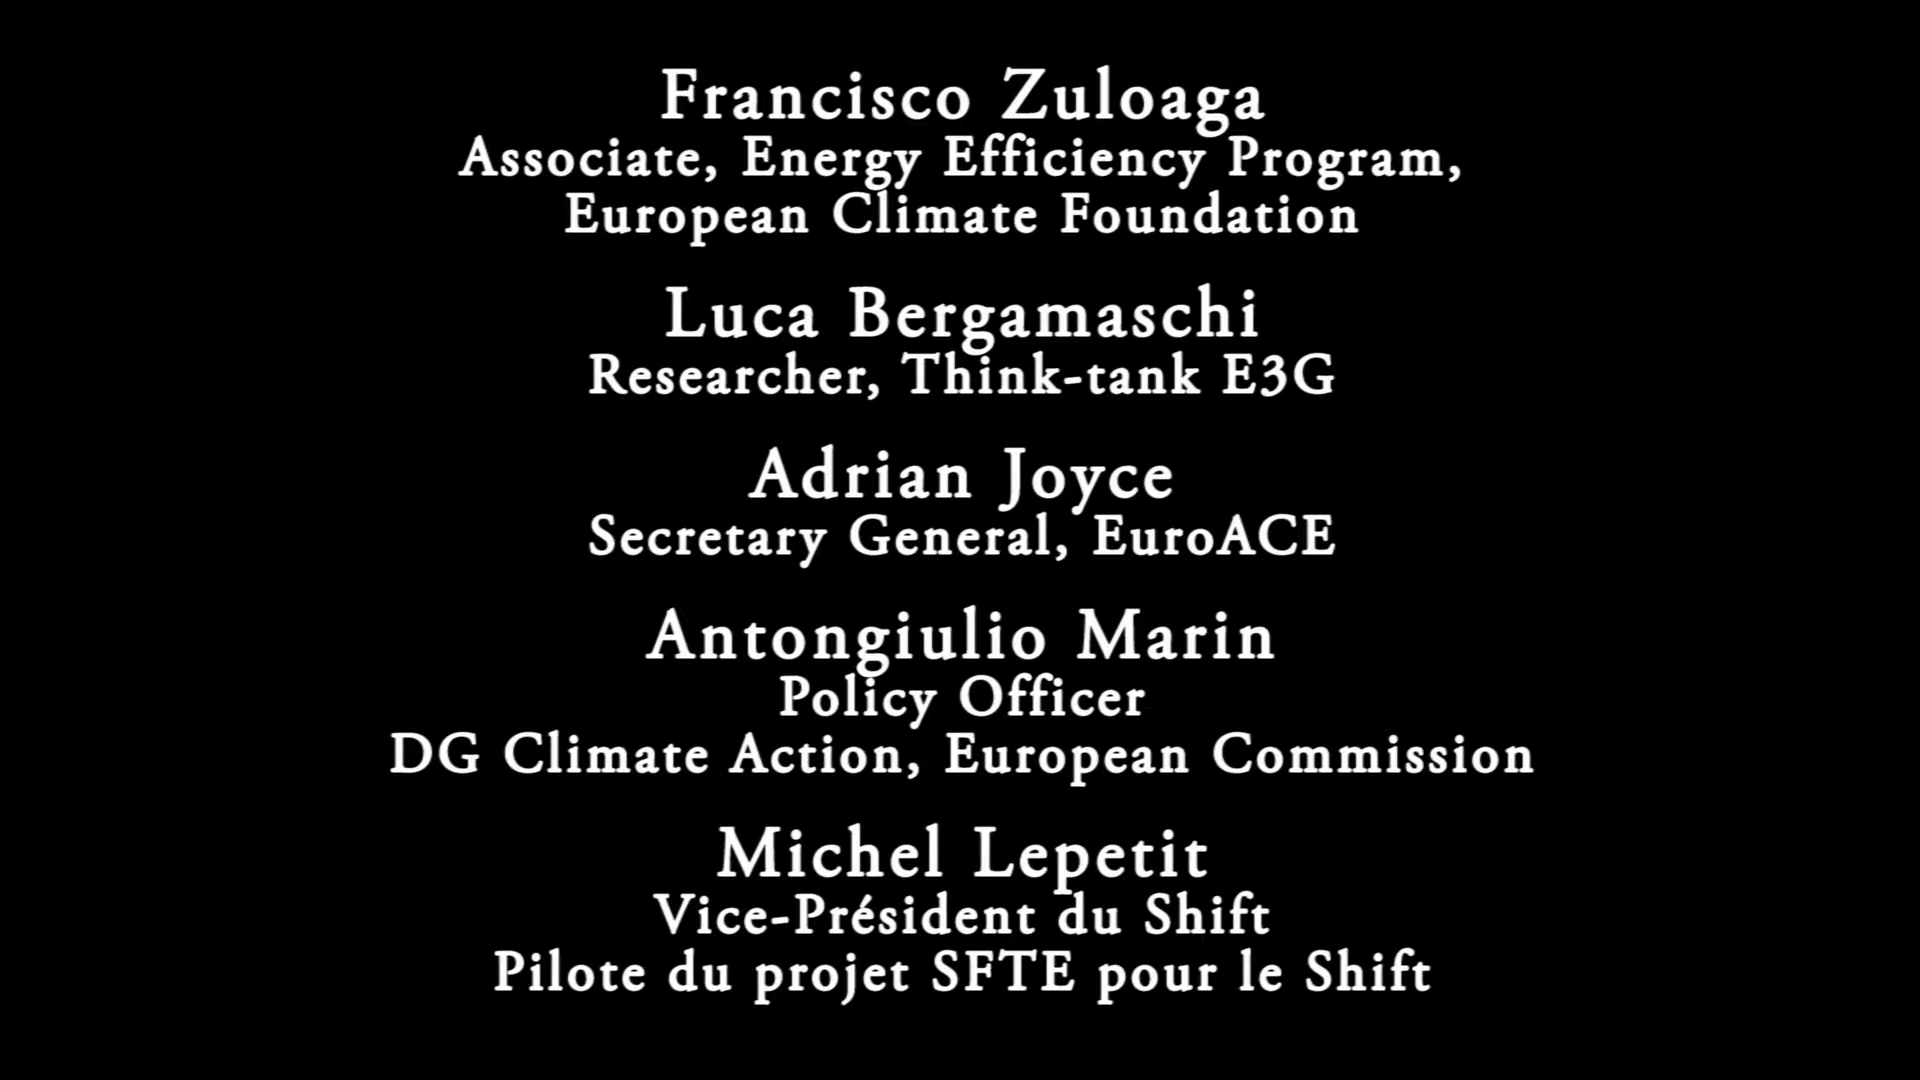 Francisco Zuloaga
Associate, Energy Efficiency Program,
European Climate Foundation
Luca Bergamaschi
Researcher, Think-tank E3G
Adrian Joyce
Secretary General, EuroACE
Antongiulio Marin
Policy Officer
DG Climate Action, European Commission
Michel Lepetit
Vice-Président du Shift
Pilote du projet SFTE pour le Shift